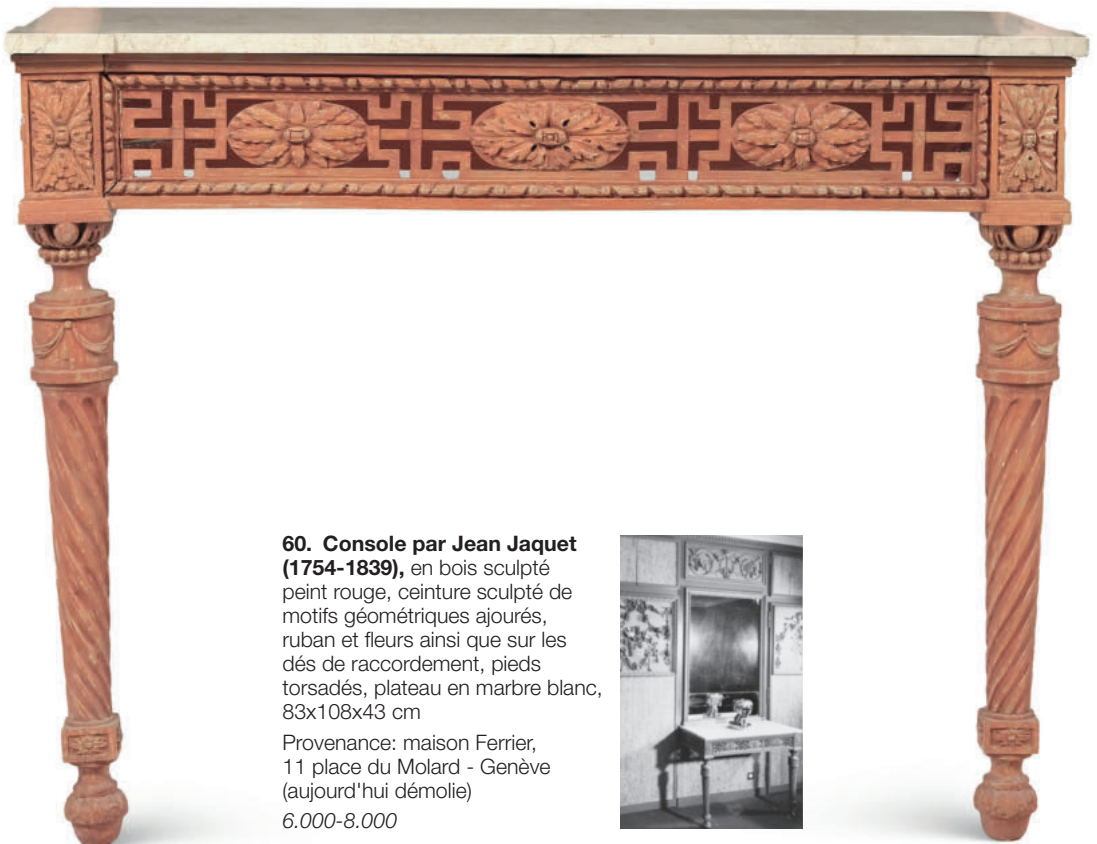 60. Console par Jean Jaquet
(1754-1839), en bois sculpté
peint rouge, ceinture sculpté de
motifs géométriques ajourés,
ruban et fleurs ainsi que sur les
dés de raccordement, pieds
torsadés, plateau en marbre blanc,
83x108x43 cm
Provenance: maison Ferrier,
11 place du Molard - Genève
(aujourd'hui démolie)
6.000-8.000